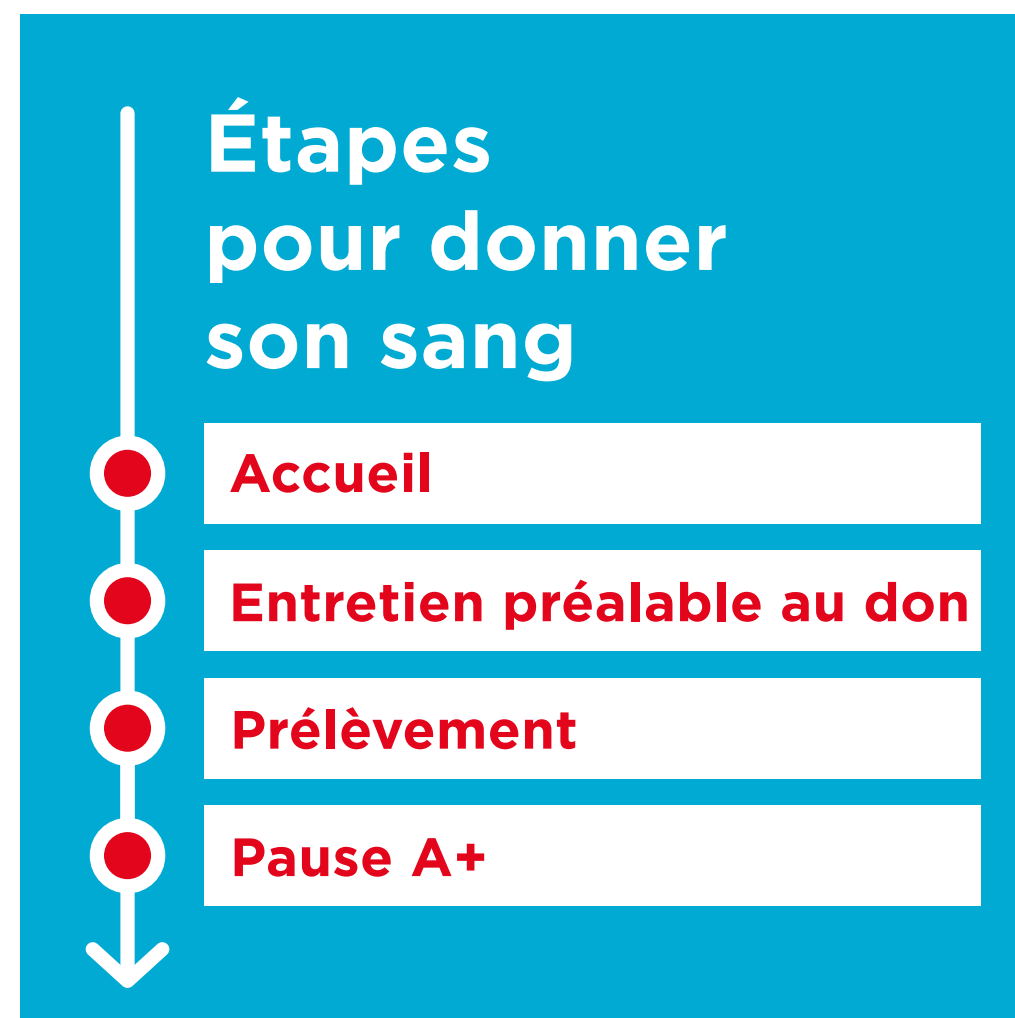 Étapes
pour donner
son sang
Accueil
Entretien préalable au don
Prélèvement
Pause A+